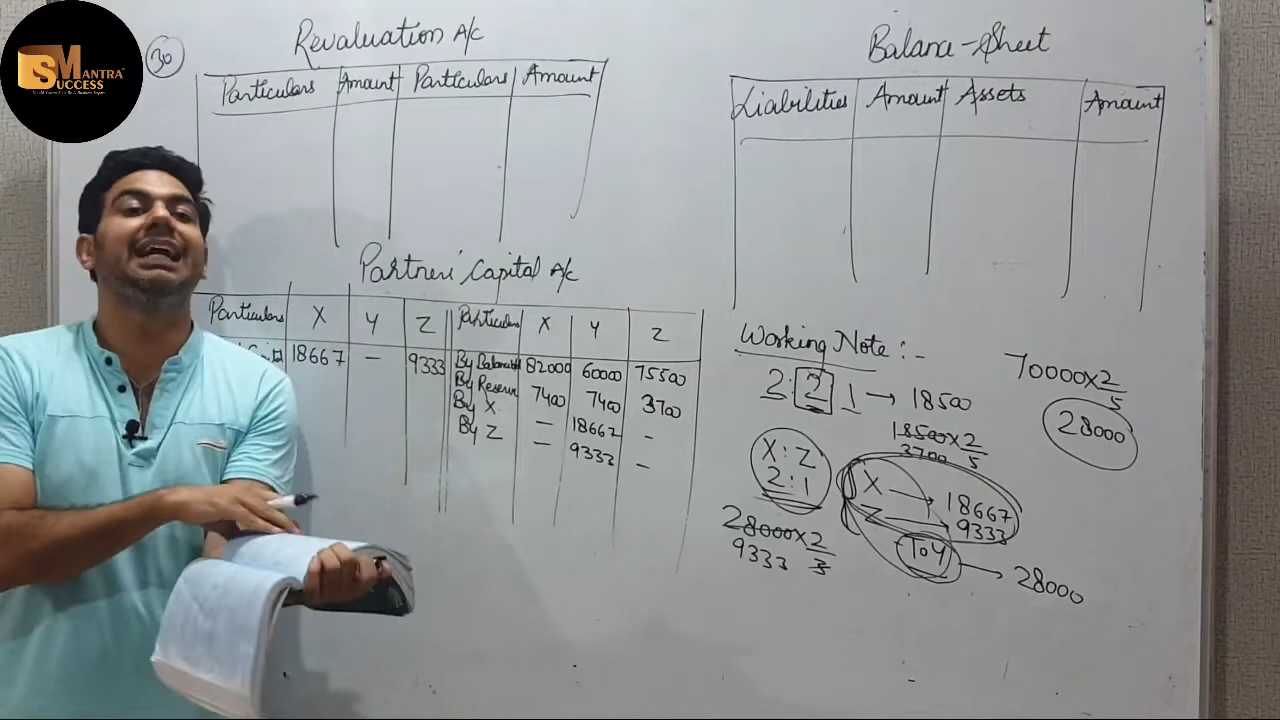 SMANTRA
SUCCESS
30
Revaluation A/c
Particulars Amount Particulars Amount
Balance-Sheet
Liabilities Amount Assets Amount
Partners' Capital A/c
Particulars X Y Z Particulars X Y Z
18667 — 9333 By Balance b/d 82000 60000 75500
By Reserve 7400 7400 3700
By X — 18667 -
By Z — 9333 -
Working Note :-
2:2 1 → 18500
18500×2/5
3700
X:Z
2:1
28000×2/3
9333
X → 18667
Z → 9333
To Y → 28000
70000×2/5
28000